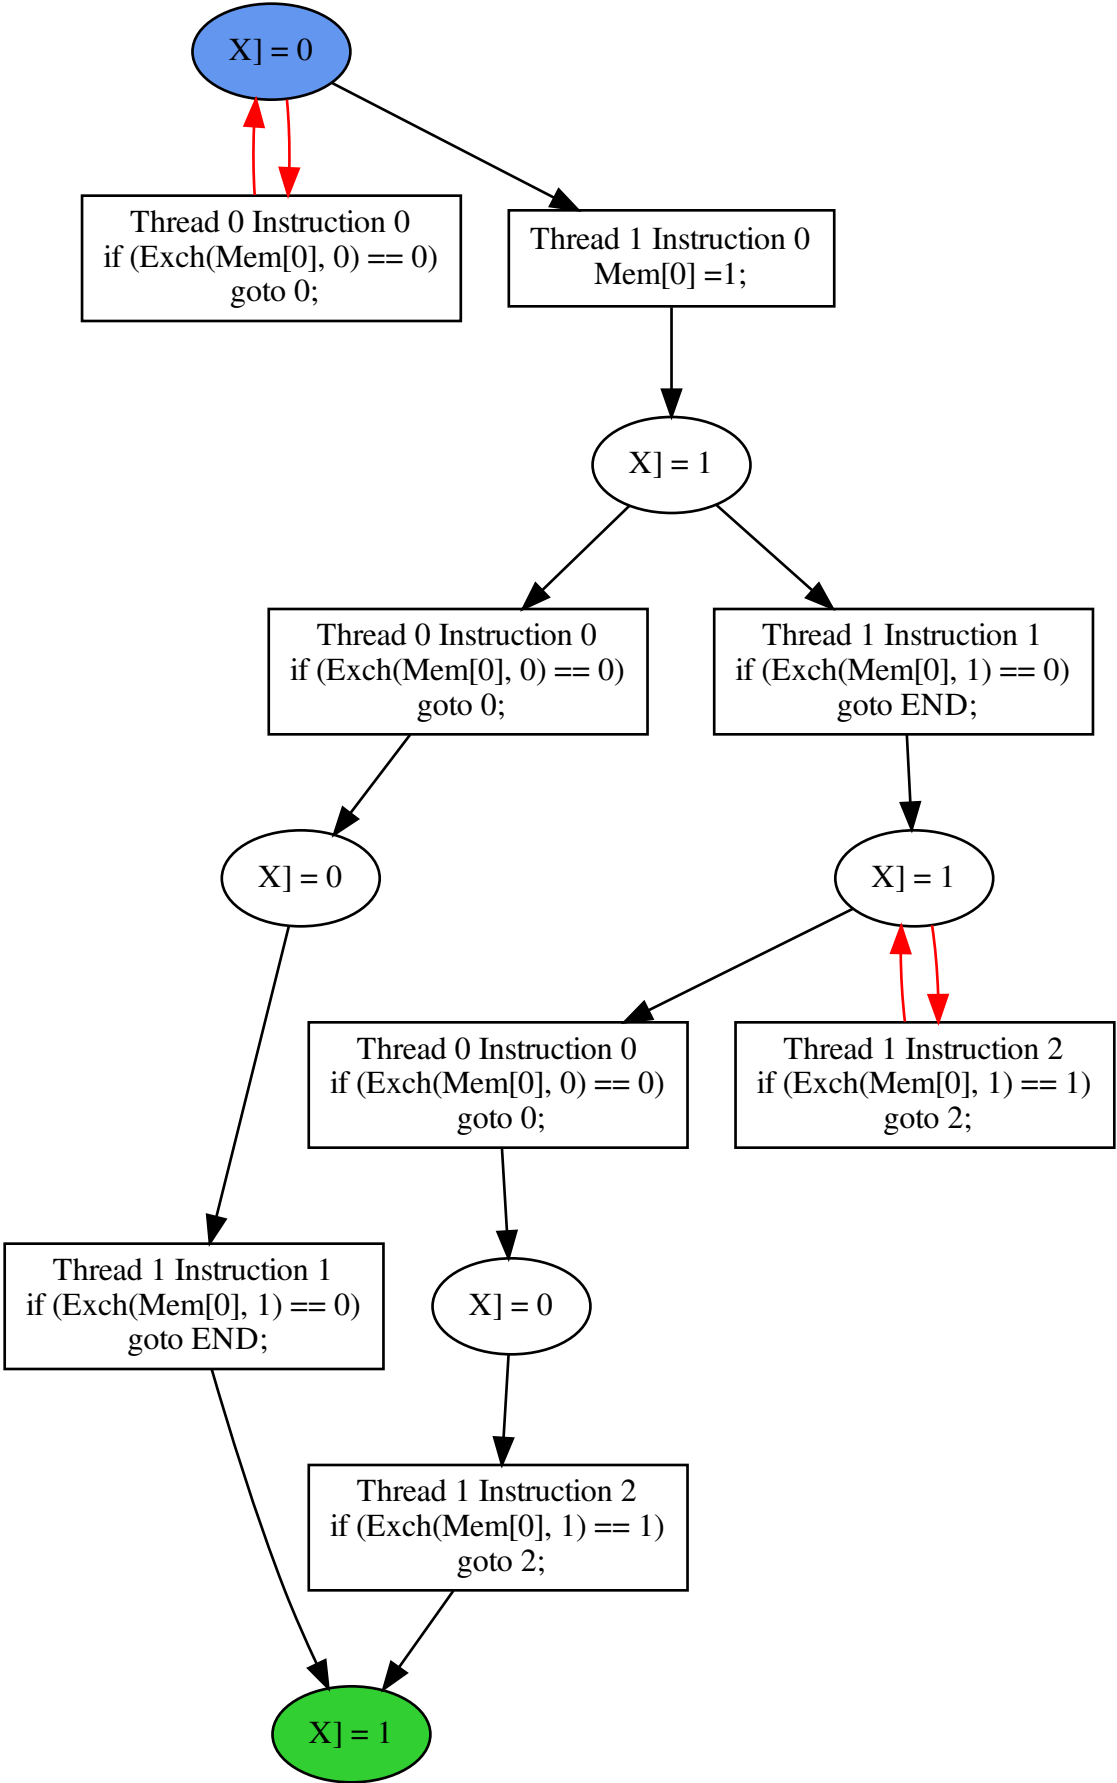 X] = 0
Thread 0 Instruction 0
if (Exch(Mem[0], 0) == 0)
goto 0;
Thread 1 Instruction 0
Mem[0] =1;
X] = 1
Thread 0 Instruction 0
if (Exch(Mem[0], 0) == 0)
goto 0;
Thread 1 Instruction 1
if (Exch(Mem[0], 1) == 0)
goto END;
X] = 0
X] = 1
Thread 0 Instruction 0
if (Exch(Mem[0], 0) == 0)
goto 0;
Thread 1 Instruction 2
if (Exch(Mem[0], 1) == 1)
goto 2;
Thread 1 Instruction 1
if (Exch(Mem[0], 1) == 0)
goto END;
X] = 0
Thread 1 Instruction 2
if (Exch(Mem[0], 1) == 1)
goto 2;
X] = 1